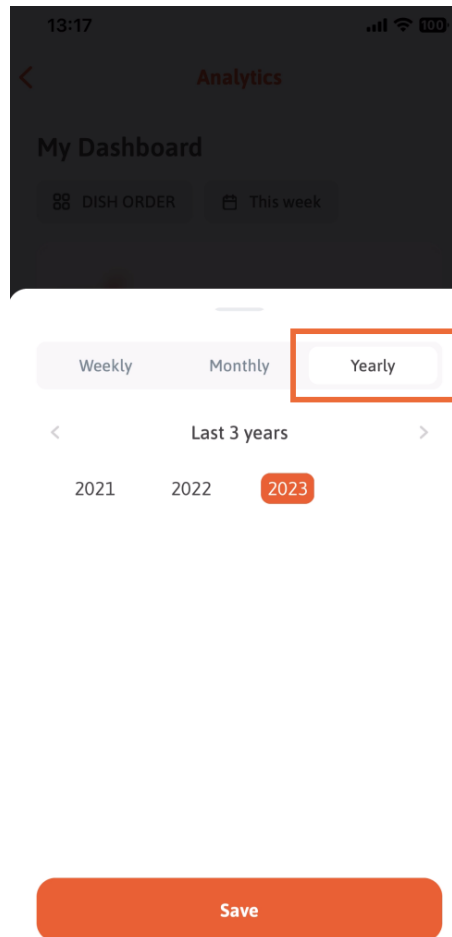 13:17 100
Analytics
My Dashboard
DISH ORDER This week
Weekly Monthly Yearly
< Last 3 years >
2021 2022 2023
Save